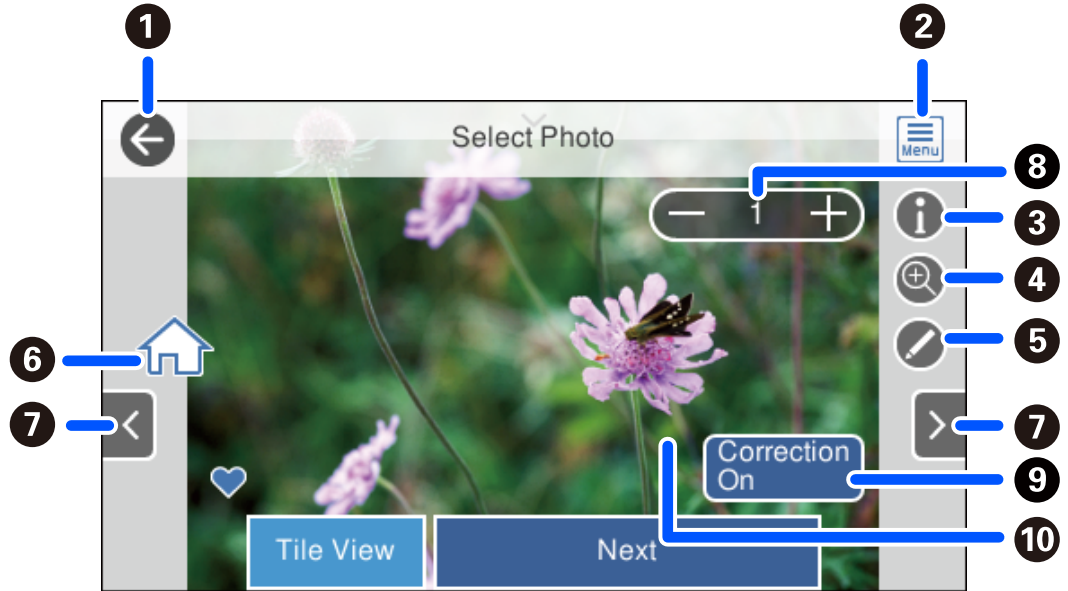 1
2
Select Photo
Menu
8
— 1 +
3
4
5
6
7
7
Correction
On
9
Tile View
Next
10